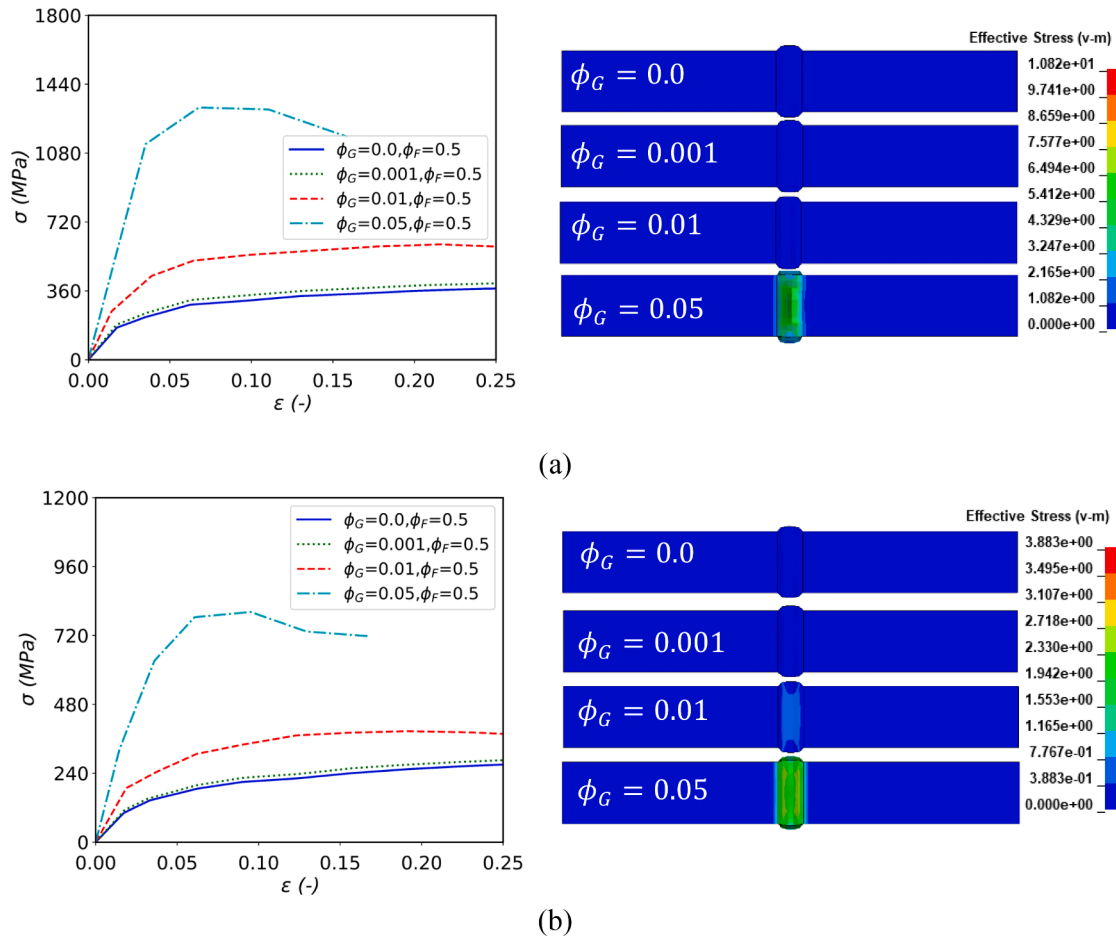 1800
1440
1080
720
360
0
σ (MPa)
0.00 0.05 0.10 0.15 0.20 0.25
ε (-)
ϕG=0.0,ϕF=0.5
ϕG=0.001,ϕF=0.5
ϕG=0.01,ϕF=0.5
ϕG=0.05,ϕF=0.5
ϕG = 0.0
ϕG = 0.001
ϕG = 0.01
ϕG = 0.05
Effective Stress (v-m)
1.082e+01
9.741e+00
8.659e+00
7.577e+00
6.494e+00
5.412e+00
4.329e+00
3.247e+00
2.165e+00
1.082e+00
0.000e+00
(a)
1200
960
720
480
240
0
σ (MPa)
0.00 0.05 0.10 0.15 0.20 0.25
ε (-)
ϕG=0.0,ϕF=0.5
ϕG=0.001,ϕF=0.5
ϕG=0.01,ϕF=0.5
ϕG=0.05,ϕF=0.5
ϕG = 0.0
ϕG = 0.001
ϕG = 0.01
ϕG = 0.05
Effective Stress (v-m)
3.883e+00
3.495e+00
3.107e+00
2.718e+00
2.330e+00
1.942e+00
1.553e+00
1.165e+00
7.767e-01
3.883e-01
0.000e+00
(b)